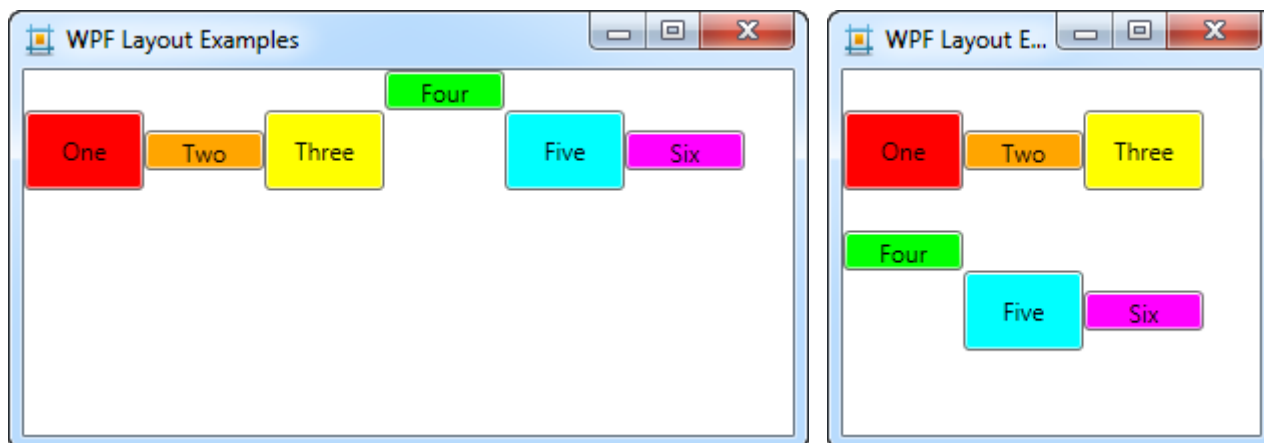 WPF Layout Examples
Four
One Two Three Five Six
WPF Layout E...
One Two Three
Four
Five Six